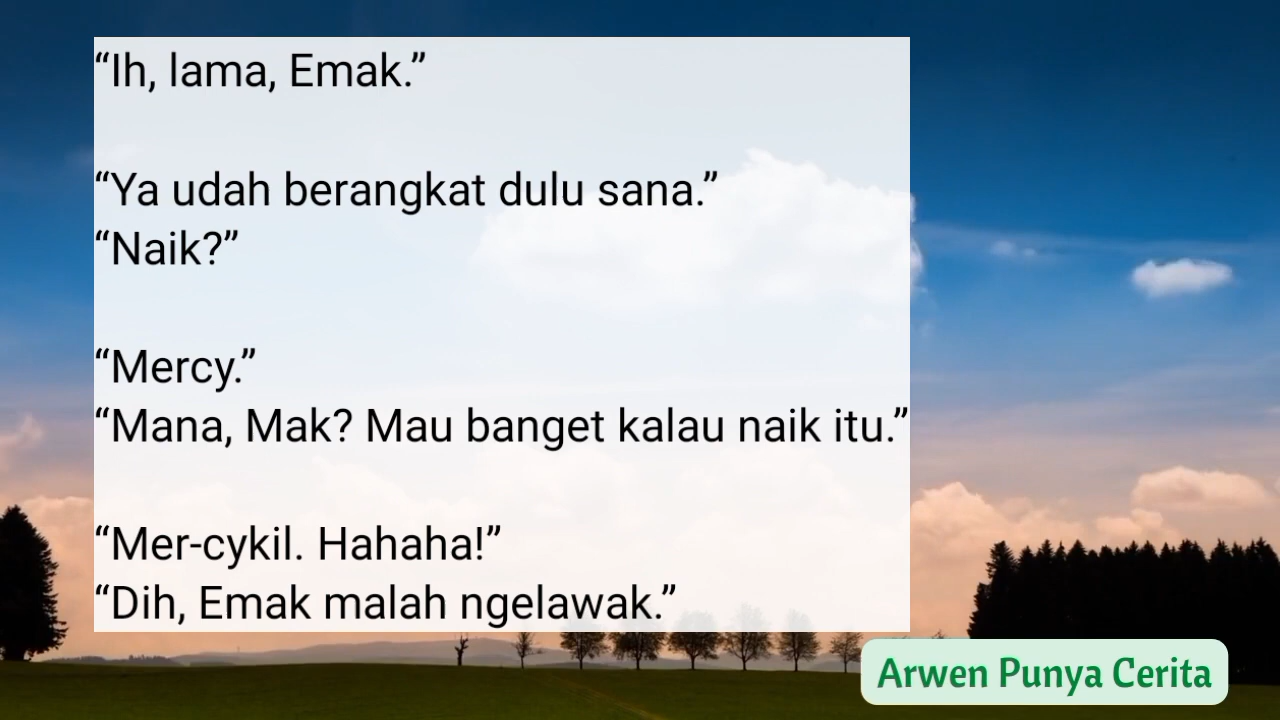 “Ih, lama, Emak.”
“Ya udah berangkat dulu sana.”
“Naik?”
“Mercy.”
“Mana, Mak? Mau banget kalau naik itu.”
“Mer-cykil. Hahaha!”
“Dih, Emak malah ngelawak.”
Arwen Punya Cerita